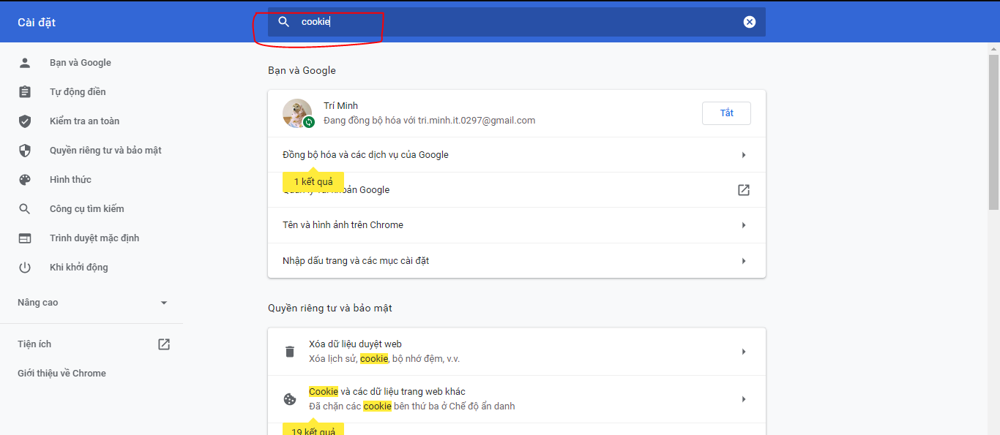 Cài đặt
cookie
Bạn và Google
Tự động điền
Kiểm tra an toàn
Quyền riêng tư và bảo mật
Hình thức
Công cụ tìm kiếm
Trình duyệt mặc định
Khi khởi động
Nâng cao
Tiện ích
Giới thiệu về Chrome
Bạn và Google
Trí Minh
Đang đồng bộ hóa với tri.minh.it.0297@gmail.com
Tắt
Đồng bộ hóa và các dịch vụ của Google
1 kết quả
Google
Tên và hình ảnh trên Chrome
Nhập dấu trang và các mục cài đặt
Quyền riêng tư và bảo mật
Xóa dữ liệu duyệt web
Xóa lịch sử, cookie, bộ nhớ đệm, v.v.
Cookie và các dữ liệu trang web khác
Đã chặn các cookie bên thứ ba ở Chế độ ẩn danh
19 kết quả